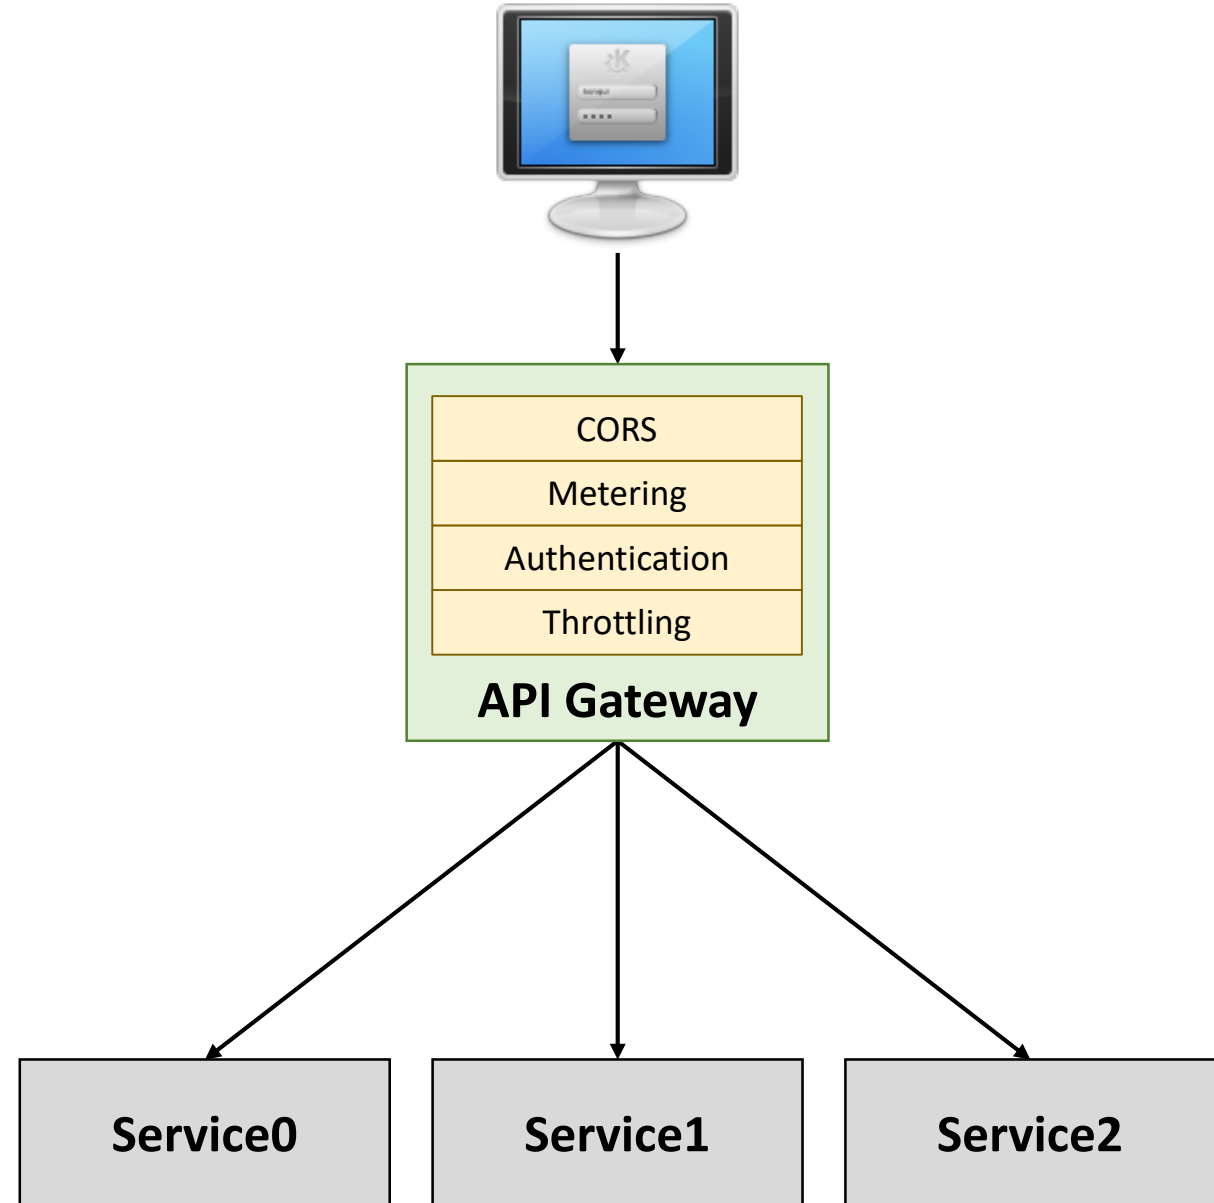 CORS
Metering
Authentication
Throttling
API Gateway
Service0
Service1
Service2